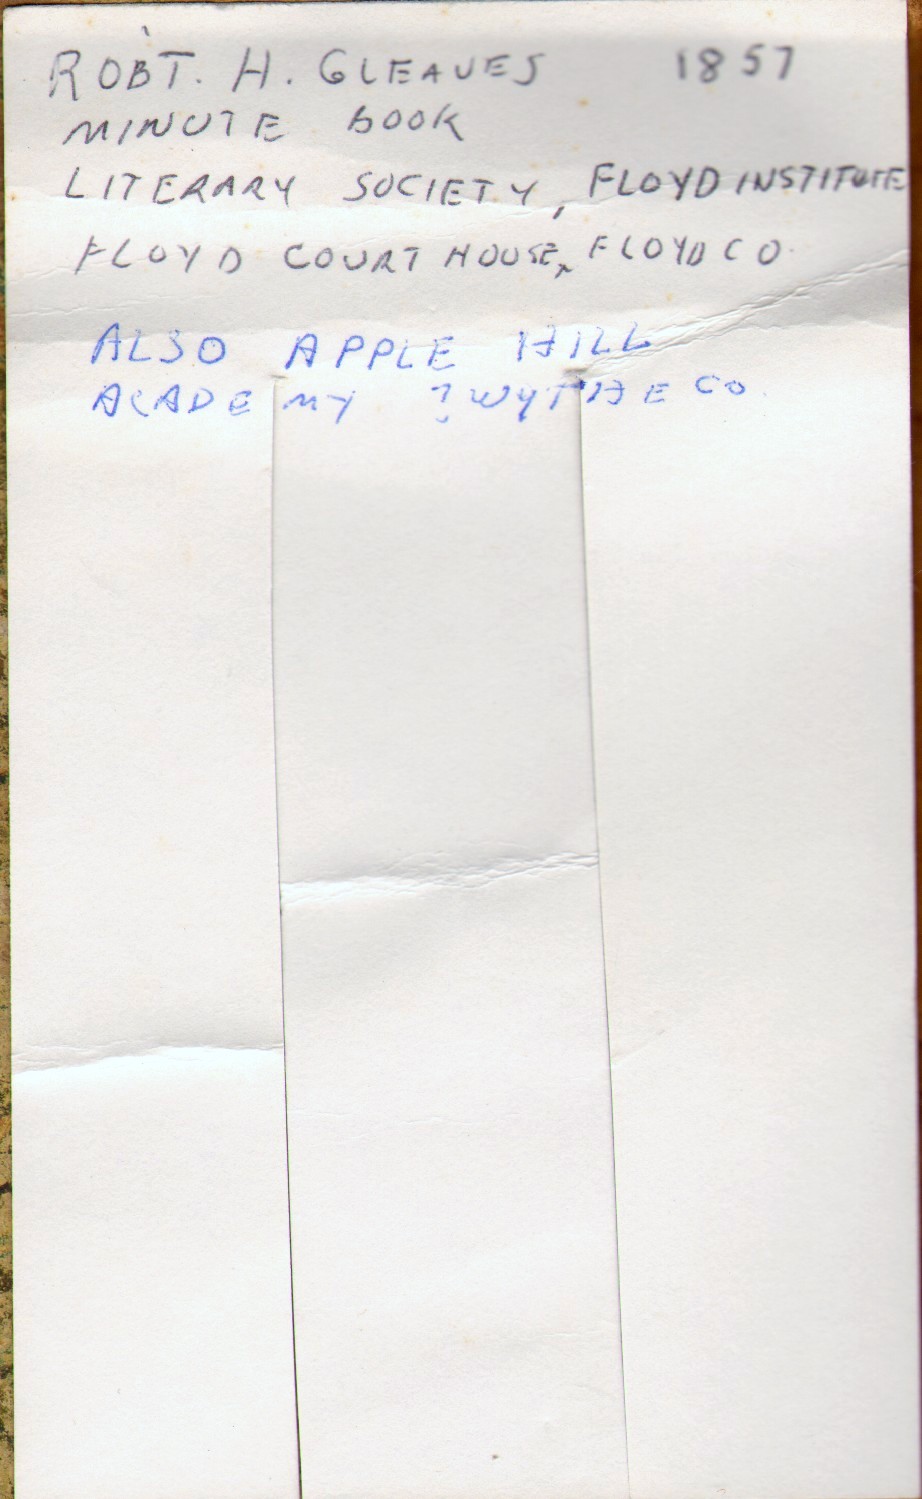 ROBT. H. GLEAVES 1857
MINUTE BOOK
LITERARY SOCIETY, FLOYD INSTITUTE
FLOYD COURT HOUSE, FLOYD CO.
ALSO APPLE HILL
ACADEMY ? WYTHE CO.